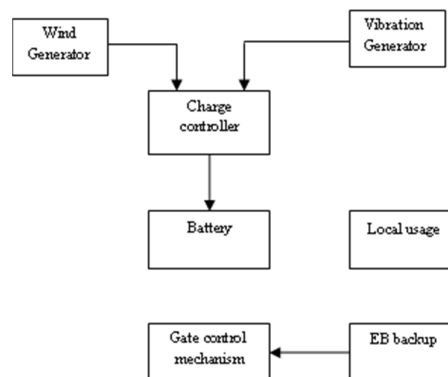 Wind
Generator
Vibration
Generator
Charge
controller
Battery
Local usage
Gate control
mechanism
EB backup